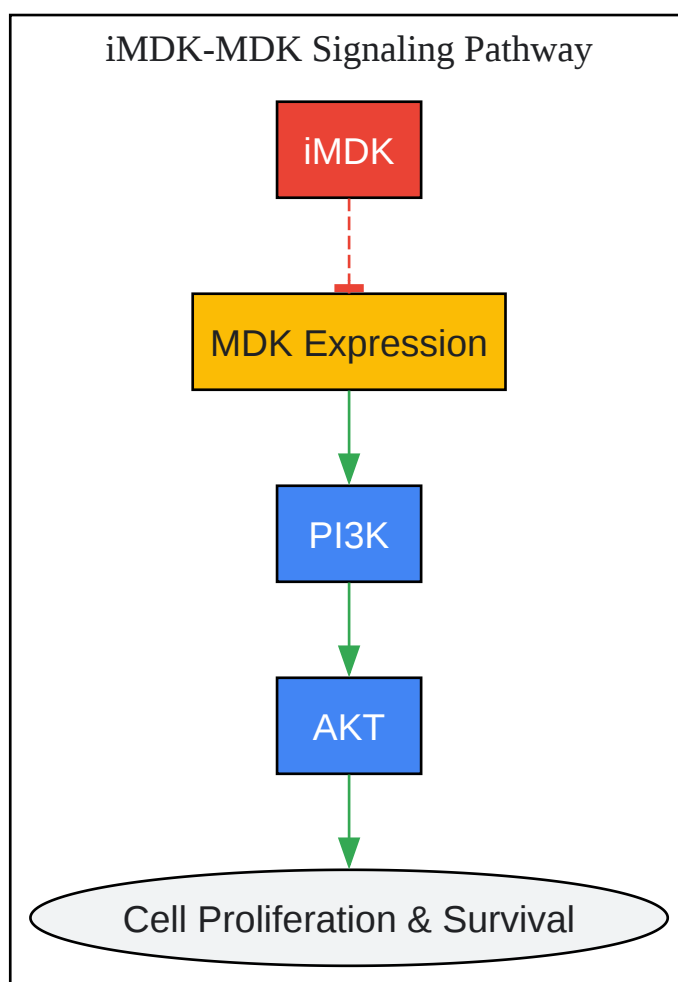 iMDK-MDK Signaling Pathway
iMDK
MDK Expression
PI3K
AKT
Cell Proliferation & Survival